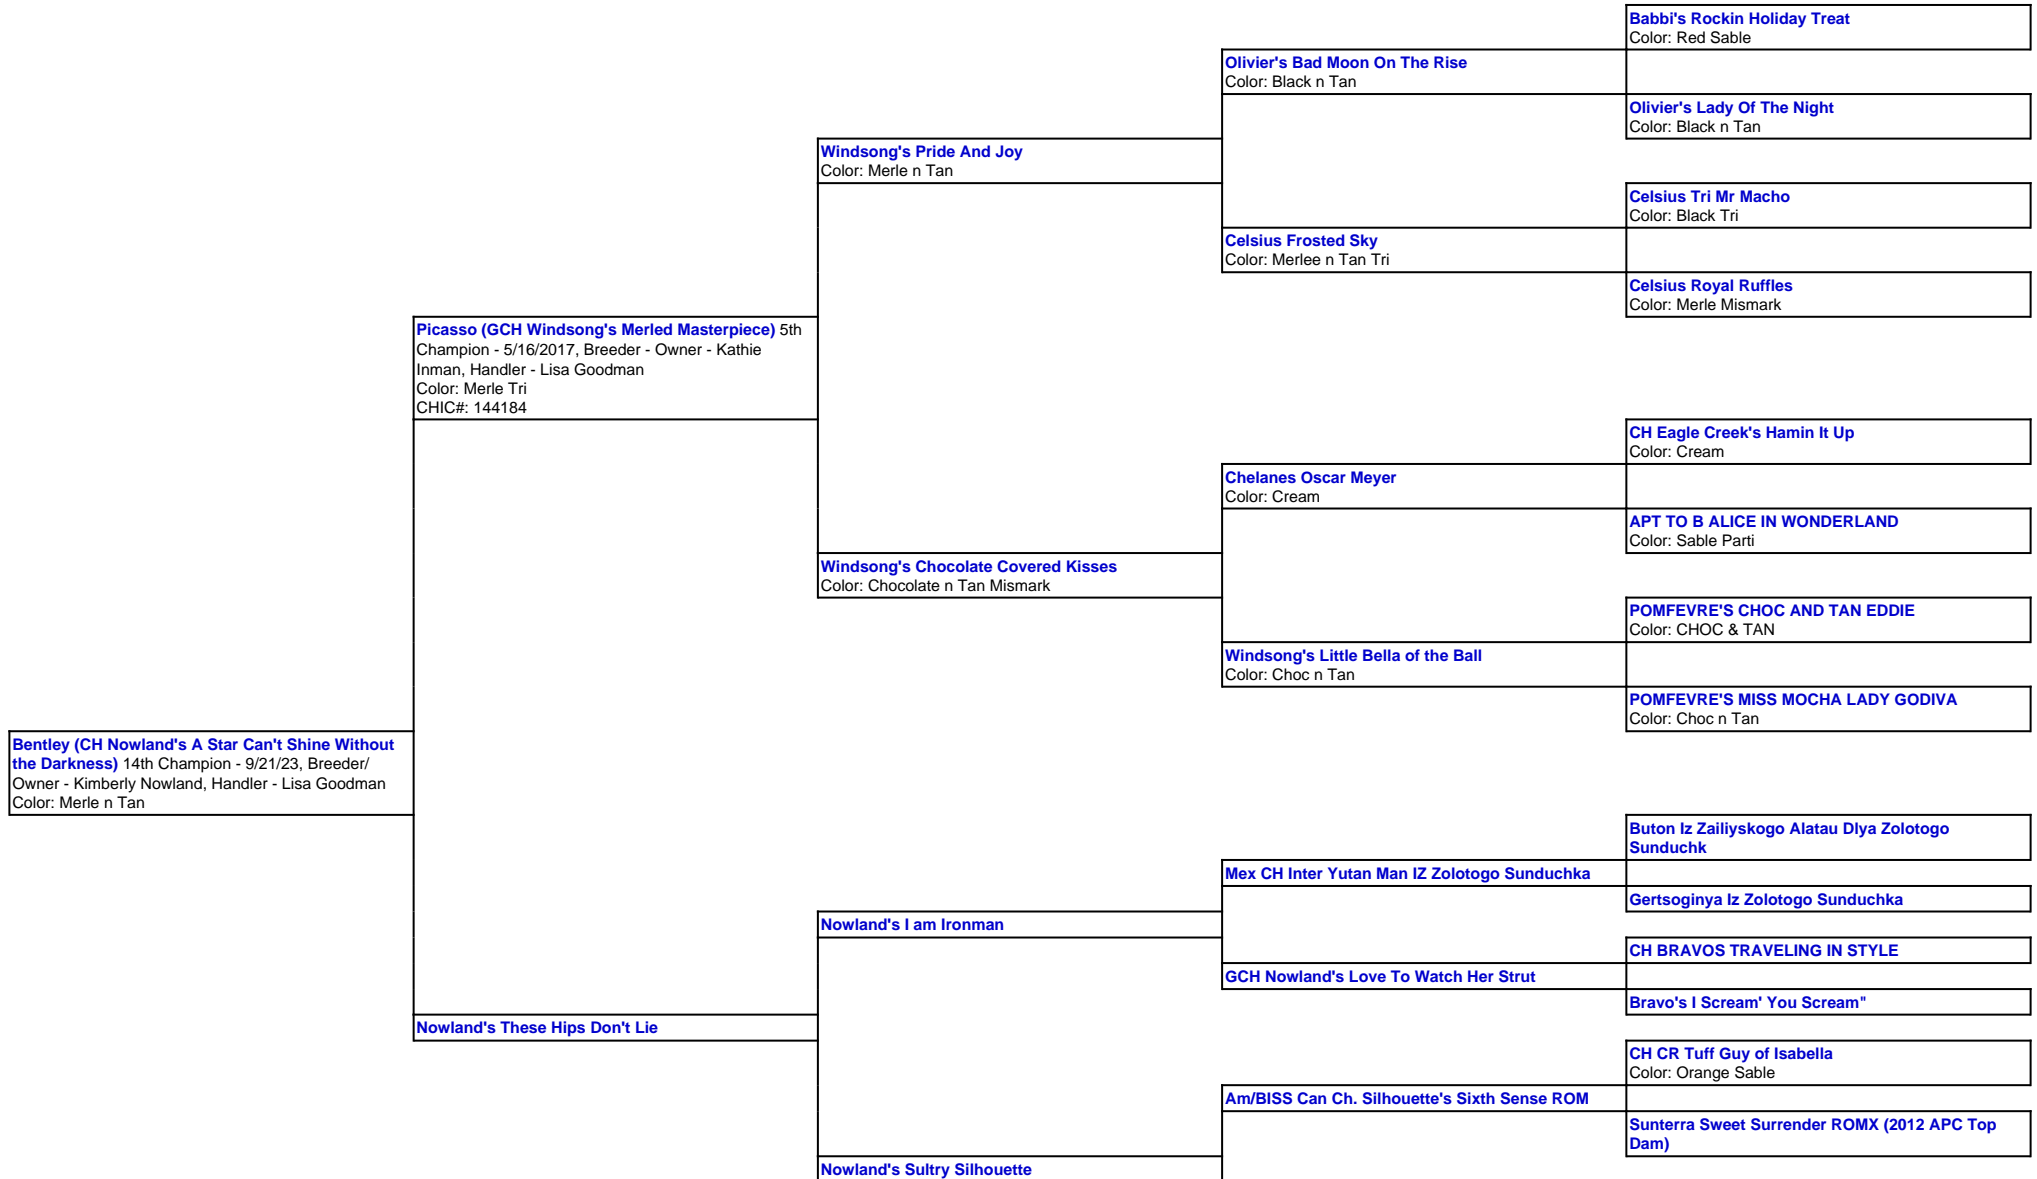 Babbi's Rockin Holiday Treat
Color: Red Sable
Olivier's Bad Moon On The Rise
Color: Black n Tan
Olivier's Lady Of The Night
Color: Black n Tan
Windsong's Pride And Joy
Color: Merle n Tan
Celsius Tri Mr Macho
Color: Black Tri
Celsius Frosted Sky
Color: Merlee n Tan Tri
Celsius Royal Ruffles
Color: Merle Mismark
Picasso (GCH Windsong's Merled Masterpiece) 5th
Champion - 5/16/2017, Breeder - Owner - Kathie
Inman, Handler - Lisa Goodman
Color: Merle Tri
CHIC#: 144184
CH Eagle Creek's Hamin It Up
Color: Cream
Chelanes Oscar Meyer
Color: Cream
APT TO B ALICE IN WONDERLAND
Color: Sable Parti
Windsong's Chocolate Covered Kisses
Color: Chocolate n Tan Mismark
POMFEVRE'S CHOC AND TAN EDDIE
Color: CHOC & TAN
Windsong's Little Bella of the Ball
Color: Choc n Tan
POMFEVRE'S MISS MOCHA LADY GODIVA
Color: Choc n Tan
Bentley (CH Nowland's A Star Can't Shine Without
the Darkness) 14th Champion - 9/21/23, Breeder/
Owner - Kimberly Nowland, Handler - Lisa Goodman
Color: Merle n Tan
Buton Iz Zailiyskogo Alatau Dlya Zolotogo
Sunduchk
Mex CH Inter Yutan Man IZ Zolotogo Sunduchka
Gertsoginya Iz Zolotogo Sunduchka
Nowland's I am Ironman
CH BRAVOS TRAVELING IN STYLE
GCH Nowland's Love To Watch Her Strut
Bravo's I Scream' You Scream"
Nowland's These Hips Don't Lie
CH CR Tuff Guy of Isabella
Color: Orange Sable
Am/BISS Can Ch. Silhouette's Sixth Sense ROM
Sunterra Sweet Surrender ROMX (2012 APC Top
Dam)
Nowland's Sultry Silhouette